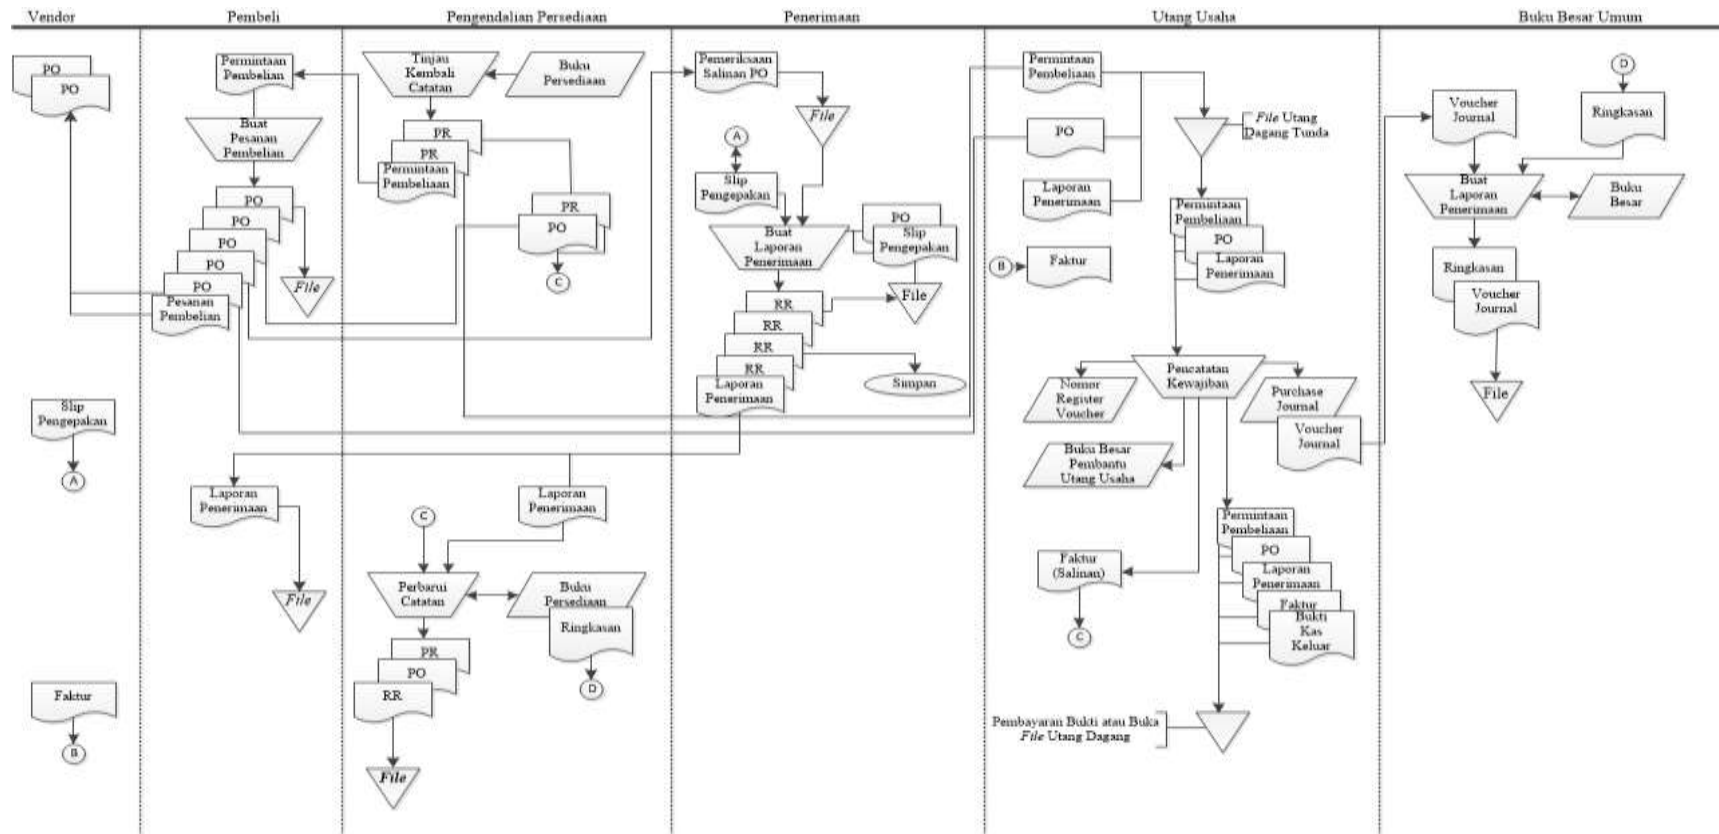 Vendor
Pembeli
Pengendalian Persediaan
Penerimaan
Utang Usaha
Buku Besar Umum
PO
PO
Slip
Pengepakan
A
Faktur
B
Permintaan
Pembelian
Buat
Pesanan
Pembelian
PO
PO
PO
PO
PO
Pesanan
Pembelian
File
Laporan
Penerimaan
File
Tinjau
Kembali
Catatan
Buku
Persediaan
PR
PR
Permintaan
Pembeliaan
PR
PO
C
Laporan
Penerimaan
C
Perbarui
Catatan
Buku
Persediaan
Ringkasan
D
PR
PO
RR
File
Pemeriksaan
Salinan PO
File
A
Slip
Pengepakan
Buat
Laporan
Penerimaan
PO
Slip
Pengepakan
File
RR
RR
RR
RR
Laporan
Penerimaan
Simpan
Permintaan
Pembeliaan
PO
Laporan
Penerimaan
B
Faktur
File Utang
Dagang Tunda
Permintaan
Pembeliaan
PO
Laporan
Penerimaan
Pencatatan
Kewajiban
Nomor
Register
Voucher
Purchase
Journal
Voucher
Journal
Buku Besar
Pembantu
Utang Usaha
Faktur
(Salinan)
C
Permintaan
Pembeliaan
PO
Laporan
Penerimaan
Faktur
Bukti
Kas
Keluar
Pembayaran Bukti atau Buka
File Utang Dagang
D
Voucher
Journal
Ringkasan
Buat
Laporan
Penerimaan
Buku
Besar
Ringkasan
Voucher
Journal
File